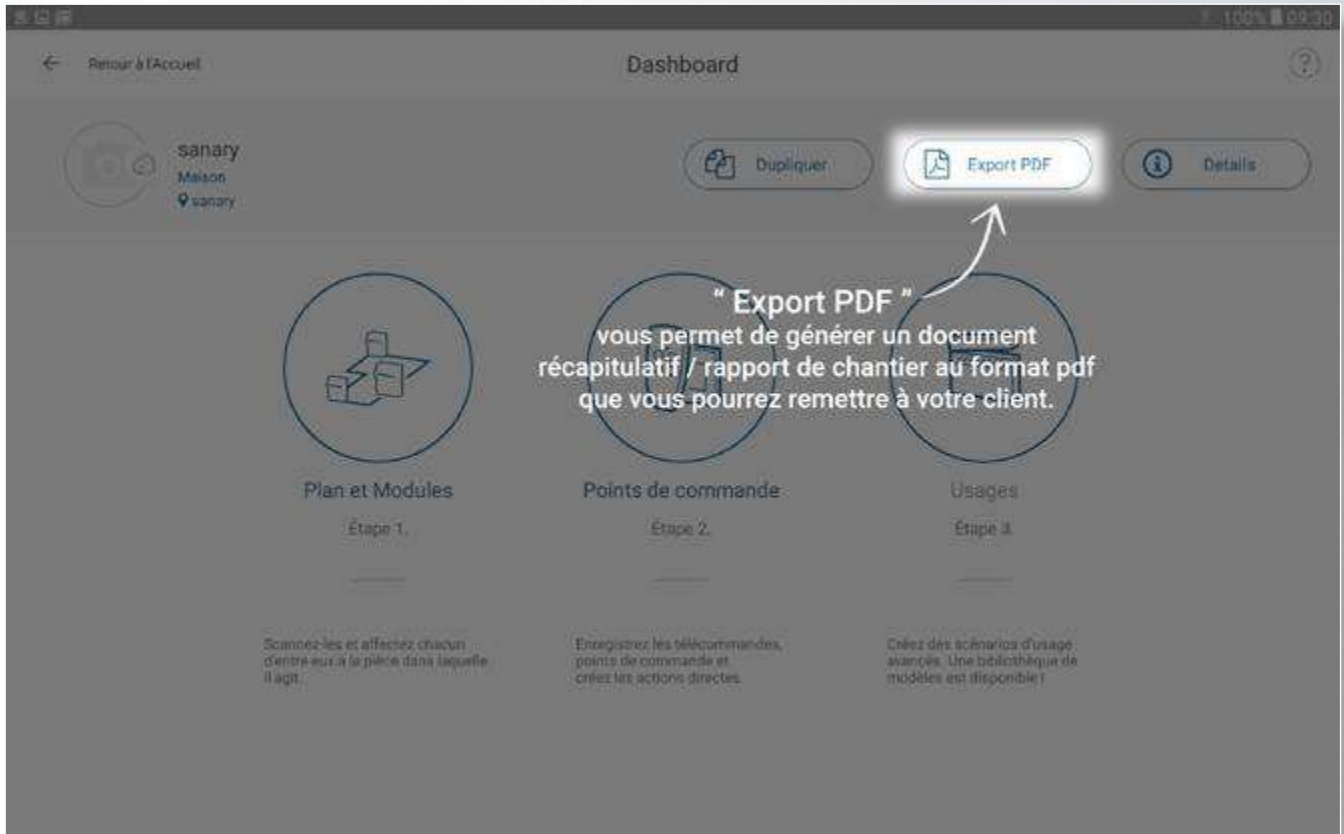 100% 09:30
Retour à l'Accueil
Dashboard
?
sanary
Maison
sanary
Dupliquer
Export PDF
Details
“ Export PDF ”
vous permet de générer un document
récapitulatif / rapport de chantier au format pdf
que vous pourrez remettre à votre client.
Plan et Modules
Points de commande
Usages
Étape 1.
Étape 2.
Étape 3.
Scannez-les et affectez chacun
d'entre eux à la pièce dans laquelle
il agit.
Enregistrez les télécommandes,
points de commande et
créez les actions directes.
Créez des scénarios d'usage
avancés. Une bibliothèque de
modèles est disponible !